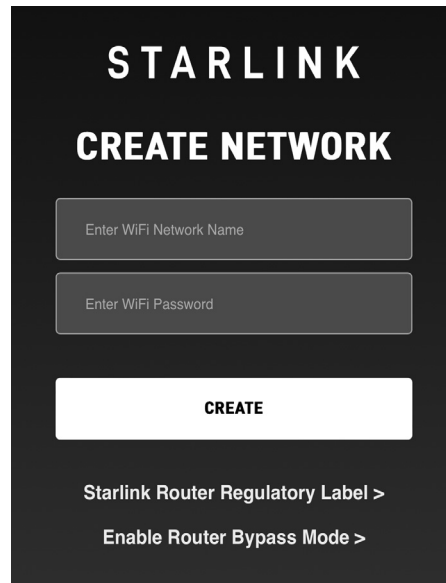 STARLINK
CREATE NETWORK
Enter WiFi Network Name
Enter WiFi Password
CREATE
Starlink Router Regulatory Label >
Enable Router Bypass Mode >